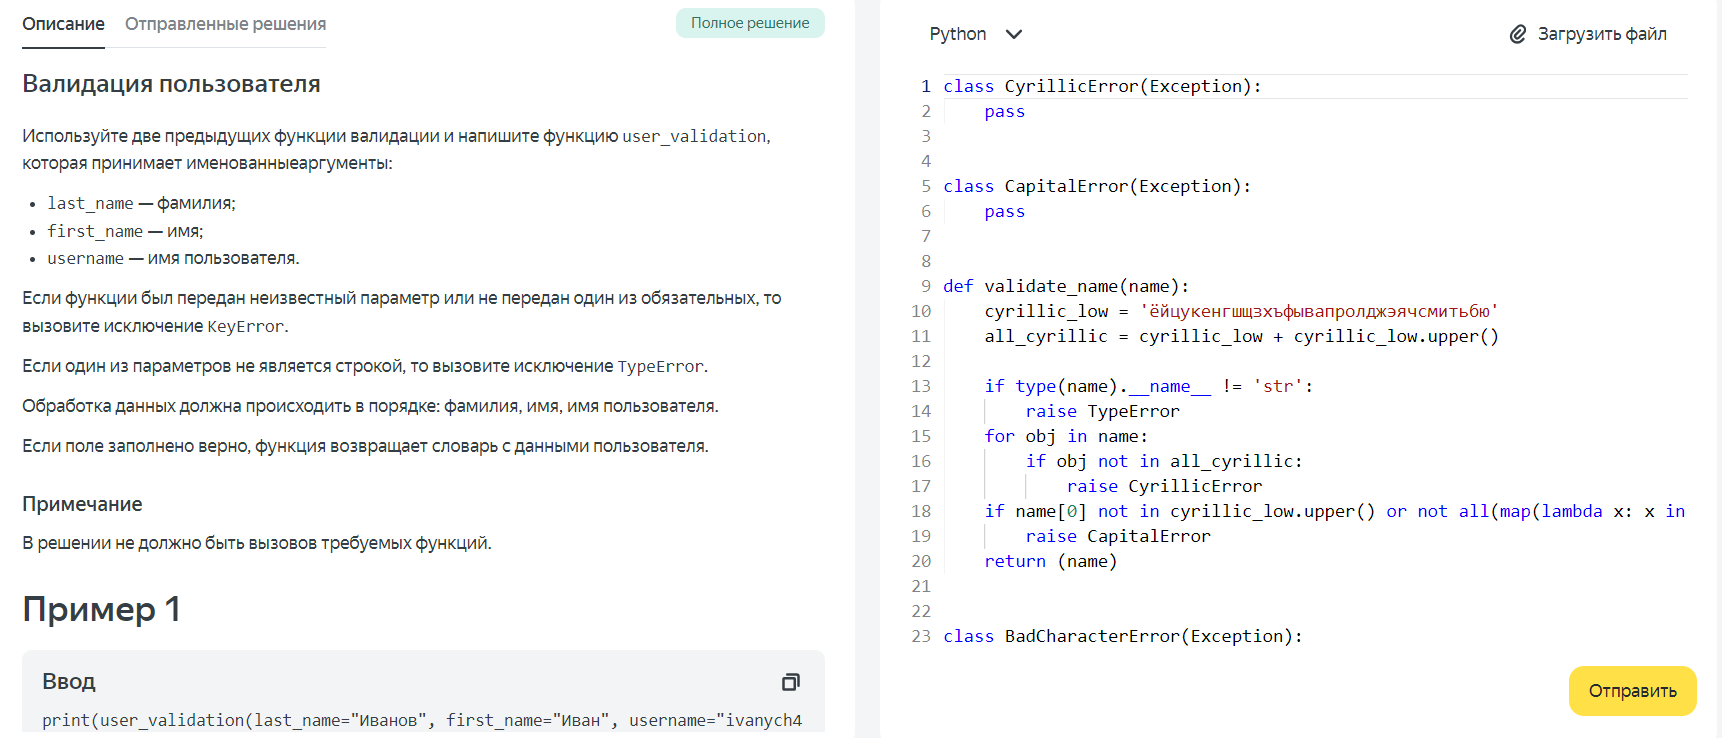 Описание Отправленные решения
Полное решение
Валидация пользователя
Используйте две предыдущих функции валидации и напишите функцию user_validation,
которая принимает именованныеаргументы:
• last_name — фамилия;
• first_name — имя;
• username — имя пользователя.
Если функции был передан неизвестный параметр или не передан один из обязательных, то
вызовите исключение KeyError.
Если один из параметров не является строкой, то вызовите исключение TypeError.
Обработка данных должна происходить в порядке: фамилия, имя, имя пользователя.
Если поле заполнено верно, функция возвращает словарь с данными пользователя.
Примечание
В решении не должно быть вызовов требуемых функций.
Пример 1
Ввод
print(user_validation(last_name="Иванов", first_name="Иван", username="ivanych4
Python
Загрузить файл
1 class CyrillicError(Exception):
2     pass
3
4
5 class CapitalError(Exception):
6     pass
7
8
9 def validate_name(name):
10     cyrillic_low = 'ёйцукенгшщзхъфывапролджэячсмитьбю'
11     all_cyrillic = cyrillic_low + cyrillic_low.upper()
12
13     if type(name).__name__ != 'str':
14         raise TypeError
15     for obj in name:
16         if obj not in all_cyrillic:
17             raise CyrillicError
18     if name[0] not in cyrillic_low.upper() or not all(map(lambda x: x in
19         raise CapitalError
20     return (name)
21
22
23 class BadCharacterError(Exception):
Отправить